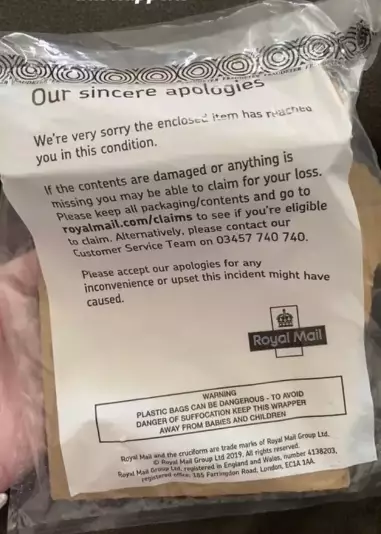 Our sincere apologies
We're very sorry the enclosed item has reached
you in this condition.
If the contents are damaged or anything is
missing you may be able to claim for your loss.
Please keep all packaging/contents and go to
royalmail.com/claims to see if you're eligible
to claim. Alternatively, please contact our
Customer Service Team on 03457 740 740.
Please accept our apologies for any
inconvenience or upset this incident might have
caused.
Royal Mail
WARNING
PLASTIC BAGS CAN BE DANGEROUS - TO AVOID
DANGER OF SUFFOCATION KEEP THIS WRAPPER
AWAY FROM BABIES AND CHILDREN
Royal Mail and the cruciform are trade marks of Royal Mail Group Ltd.
© Royal Mail Group Ltd 2019. All rights reserved.
Royal Mail Group Ltd, registered in England and Wales, number 4138203,
registered office: 185 Farringdon Road, London, EC1A 1AA.